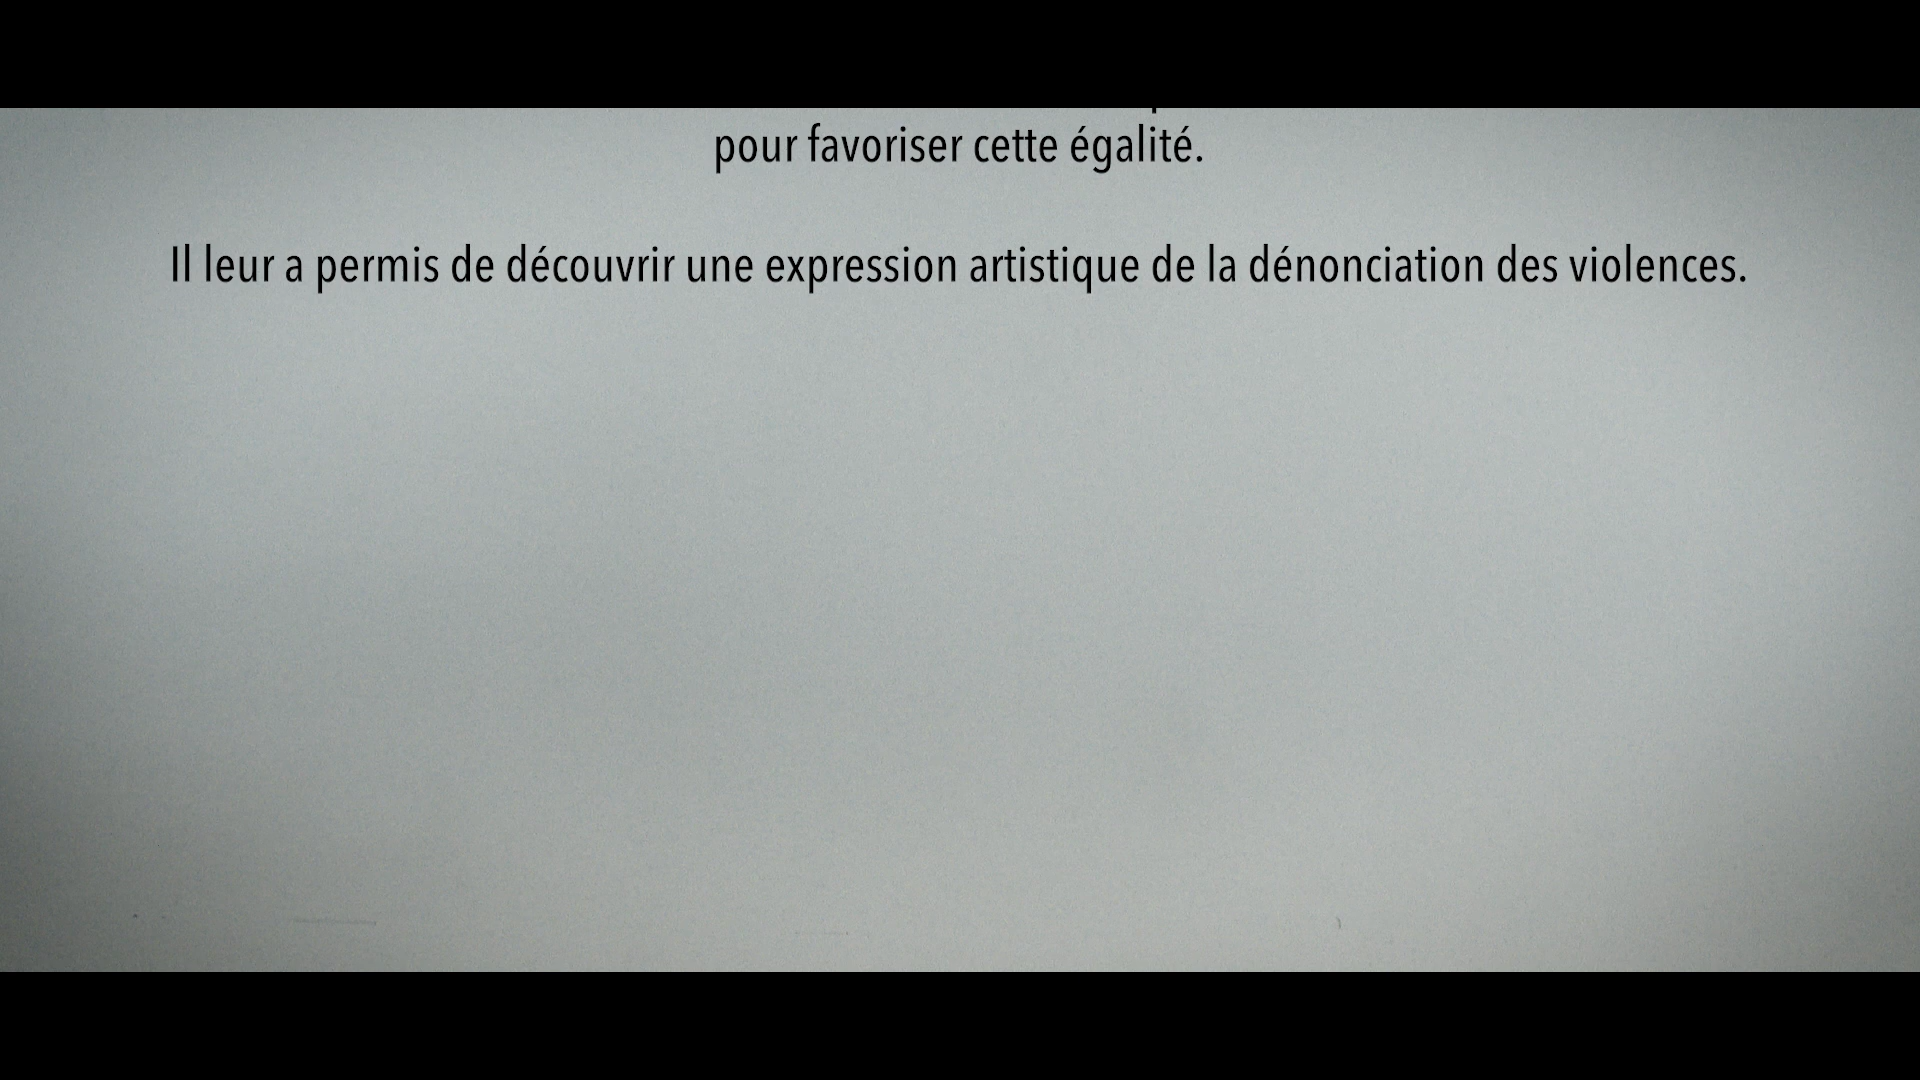 pour favoriser cette égalité.
Il leur a permis de découvrir une expression artistique de la dénonciation des violences.